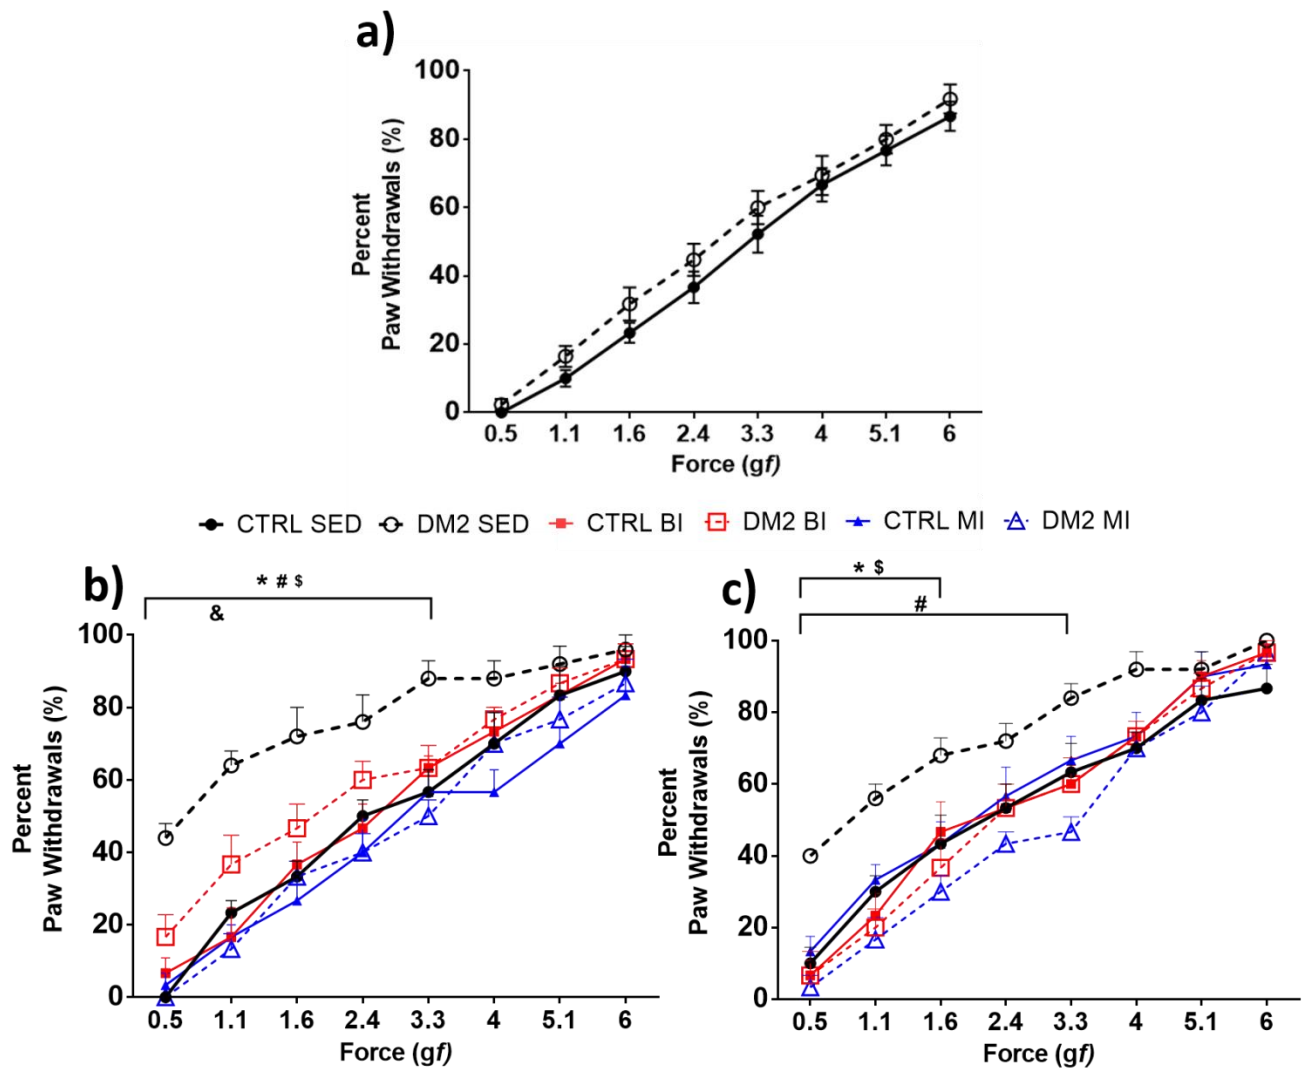 a)
Percent
Paw Withdrawals (%)
100
80
60
40
20
0
0.5 1.1 1.6 2.4 3.3 4 5.1 6
Force (gf)
CTRL SED DM2 SED CTRL BI DM2 BI CTRL MI DM2 MI
b)
* # $
&
Percent
Paw Withdrawals (%)
100
80
60
40
20
0
0.5 1.1 1.6 2.4 3.3 4 5.1 6
Force (gf)
c)
* $
#
Percent
Paw Withdrawals (%)
100
80
60
40
20
0
0.5 1.1 1.6 2.4 3.3 4 5.1 6
Force (gf)